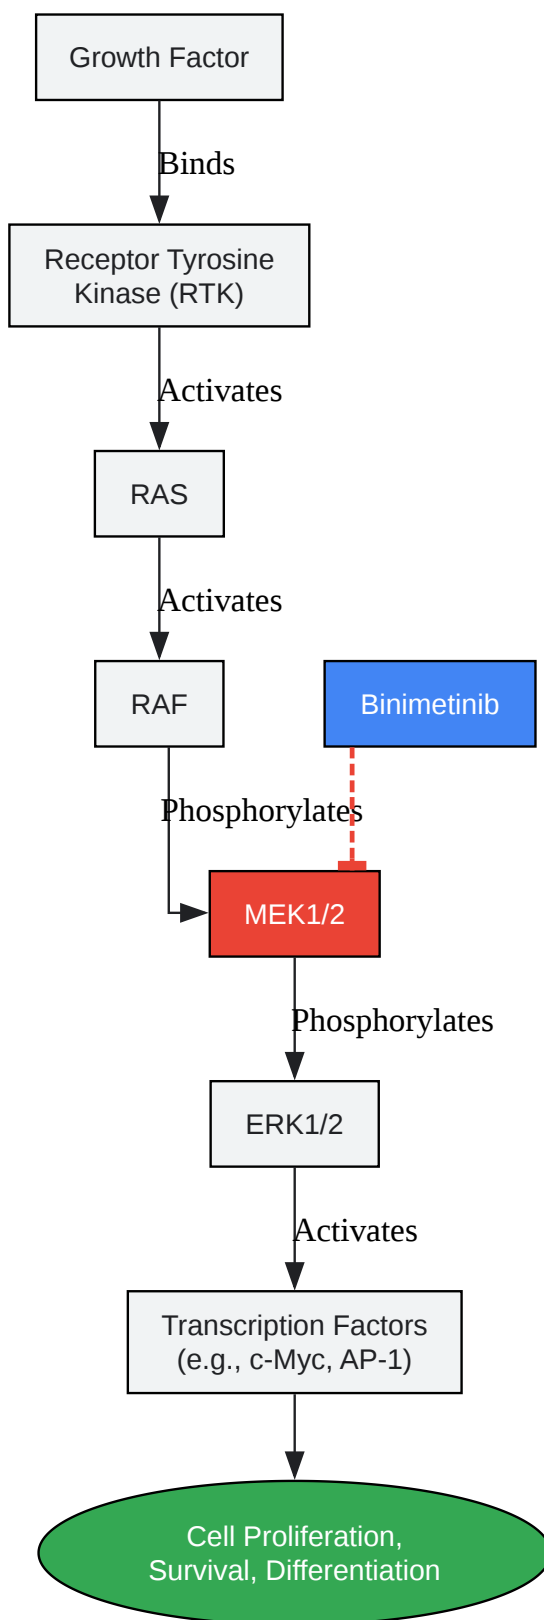 Growth Factor
Binds
Receptor Tyrosine
Kinase (RTK)
Activates
RAS
Activates
RAF
Binimetinib
Phosphorylates
MEK1/2
Phosphorylates
ERK1/2
Activates
Transcription Factors
(e.g., c-Myc, AP-1)
Cell Proliferation,
Survival, Differentiation